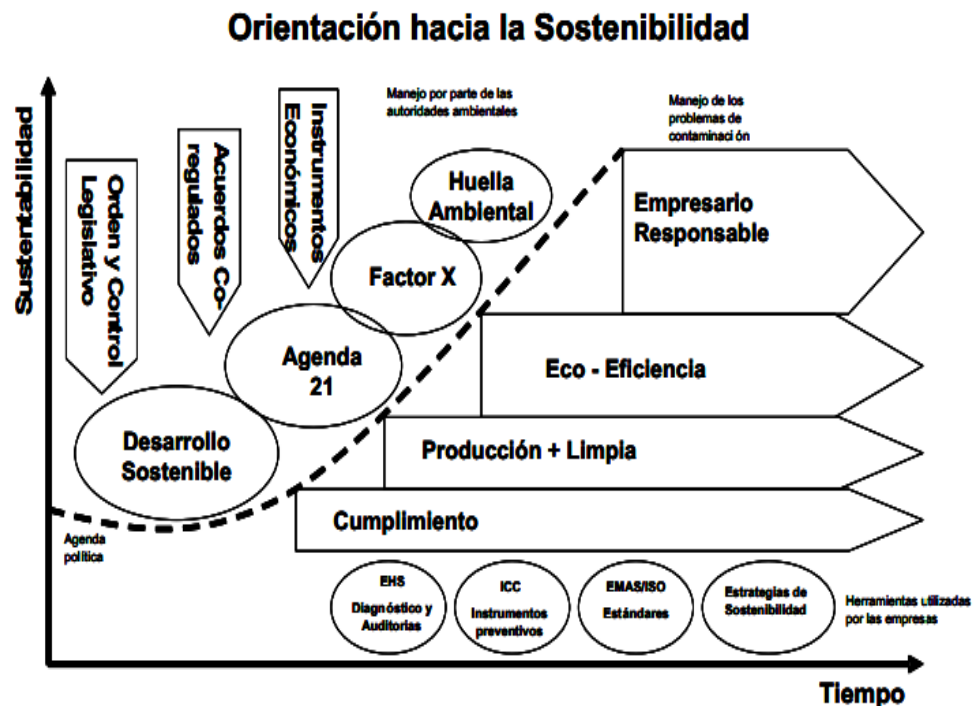 Orientación hacia la Sostenibilidad
Sustentabilidad
Orden y Control
Legislativo
Acuerdos Co-
regulados
Instrumentos
Económicos
Manejo por parte de las
autoridades ambientales
Manejo de los
problemas de
contaminación
Huella
Ambiental
Factor X
Agenda
21
Desarrollo
Sostenible
Empresario
Responsable
Eco - Eficiencia
Producción + Limpia
Cumplimiento
Agenda
política
EHS
Diagnóstico y
Auditorias
ICC
Instrumentos
preventivos
EMAS/ISO
Estándares
Estrategias de
Sostenibilidad
Herramientas utilizadas
por las empresas
Tiempo